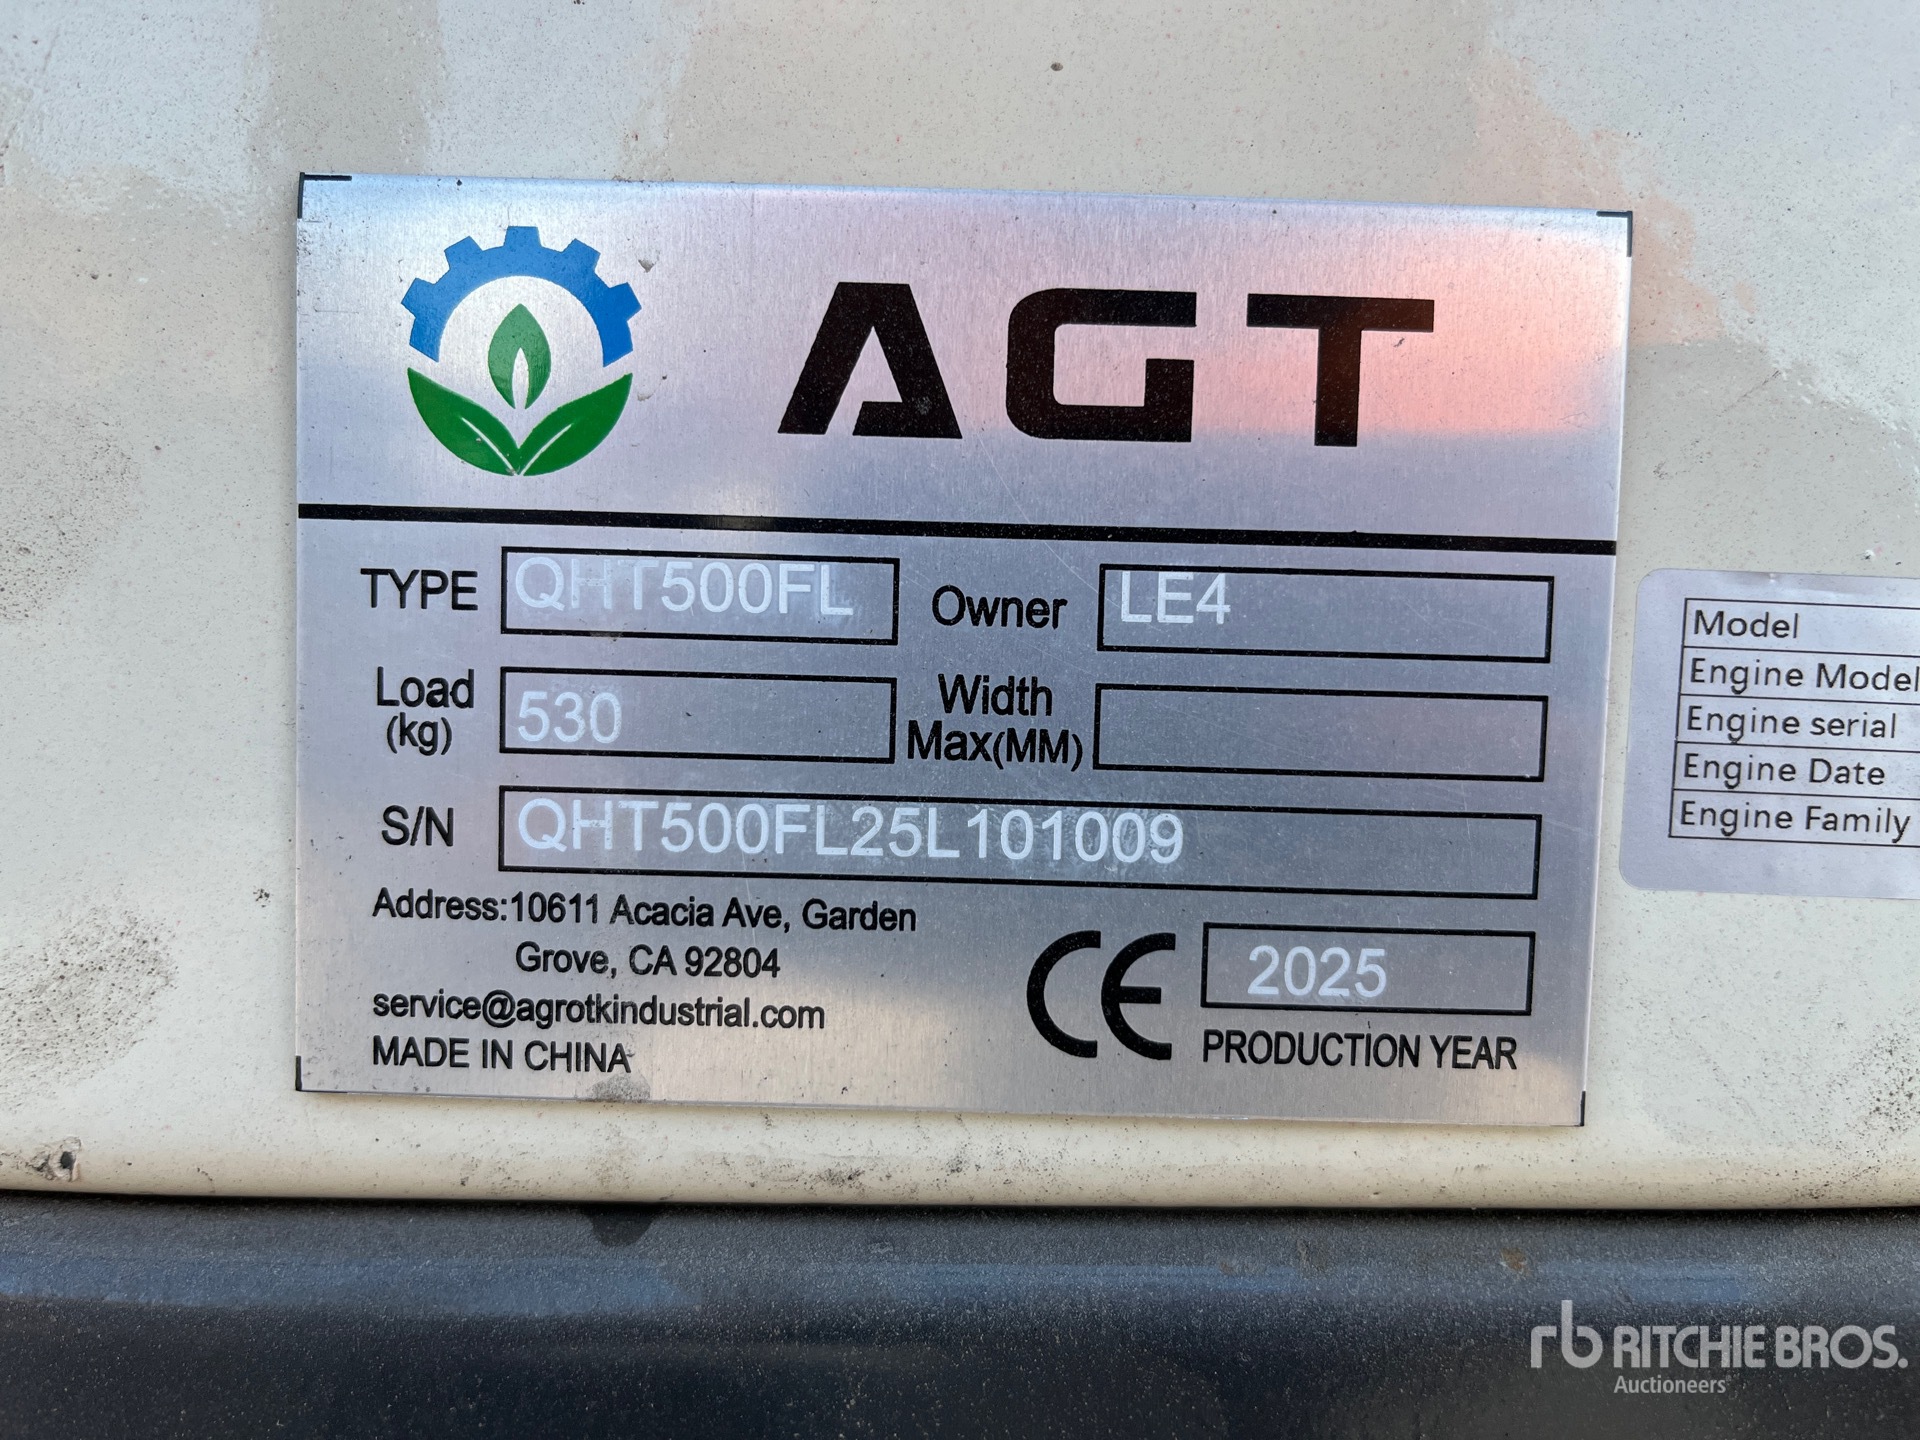 AGT
TYPE QHT500FL Owner LE4
Load (kg) 530 Width Max(MM)
S/N QHT500FL25L101009
Address:10611 Acacia Ave, Garden
Grove, CA 92804
service@agrotkindustrial.com
MADE IN CHINA
CE 2025
PRODUCTION YEAR
Model
Engine Model
Engine serial
Engine Date
Engine Family
rb RITCHIE BROS.
Auctioneers